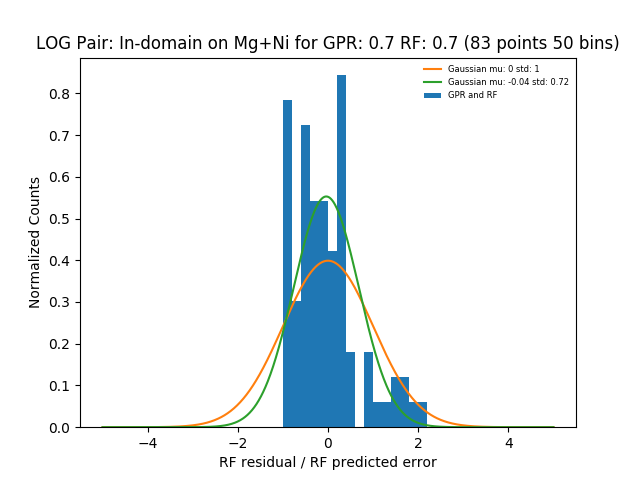 LOG Pair: In-domain on Mg+Ni for GPR: 0.7 RF: 0.7 (83 points 50 bins)
Gaussian mu: 0 std: 1
Gaussian mu: -0.04 std: 0.72
GPR and RF
Normalized Counts
0.8
0.7
0.6
0.5
0.4
0.3
0.2
0.1
0.0
−4
−2
0
2
4
RF residual / RF predicted error